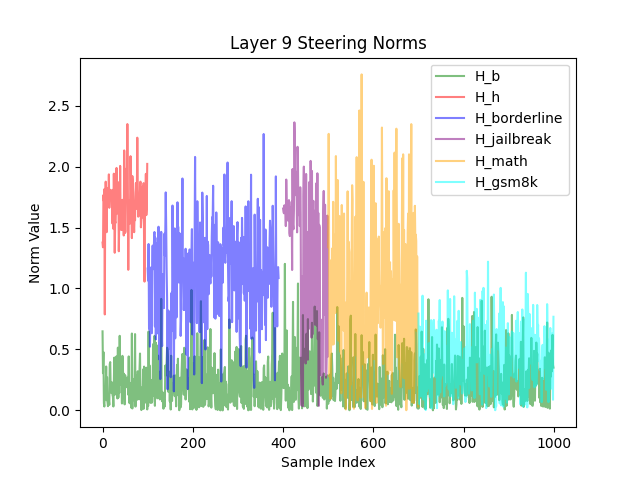 Layer 9 Steering Norms
H_b
H_h
H_borderline
H_jailbreak
H_math
H_gsm8k
Norm Value
2.5
2.0
1.5
1.0
0.5
0.0
0
200
400
600
800
1000
Sample Index